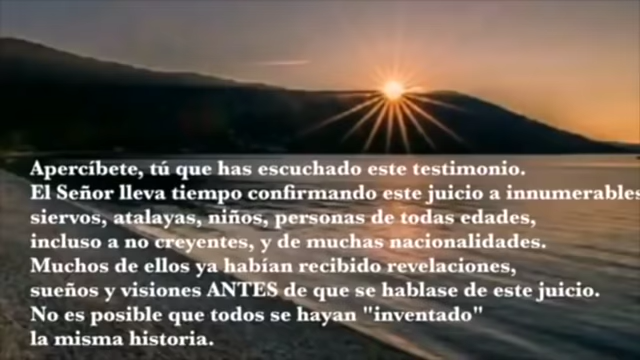 Apercíbete, tú que has escuchado este testimonio.
El Señor lleva tiempo confirmando este juicio a innumerables
siervos, atalayas, niños, personas de todas edades,
incluso a no creyentes, y de muchas nacionalidades.
Muchos de ellos ya habían recibido revelaciones,
sueños y visiones ANTES de que se hablase de este juicio.
No es posible que todos se hayan "inventado"
la misma historia.